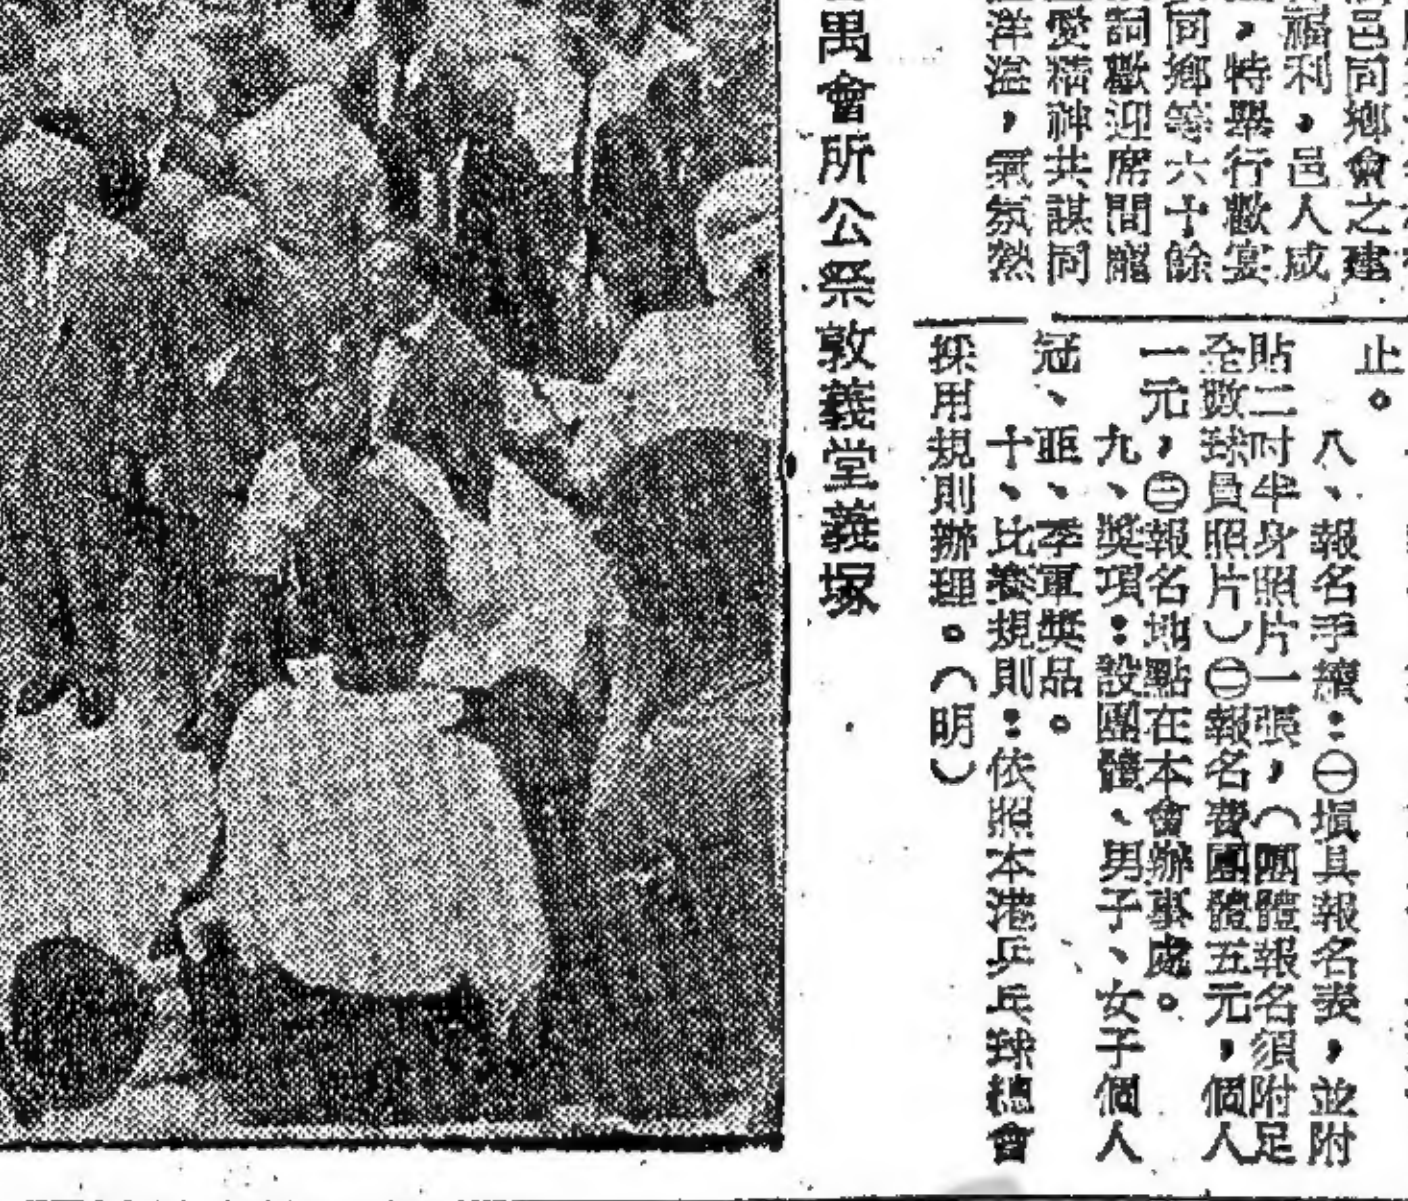 邑同鄉會之建
福利，邑人咸
，特舉行歡宴
同鄉等六十餘
詞歡迎席間寵
愛精神共謀同
洋溢，氣氛熱
止。
八、報名手續：㊀填具報名表，並附
貼二吋半身照片一張，（團體報名須附足
全數球員照片）㊁報名費團體五元，個人
一元，㊂報名地點在本會辦事處。
九、獎項：設團體、男子、女子個人
冠、亞、季軍獎品。
十、比賽規則：依照本港乒乓球總會
採用規則辦理。（明）
禺會所公祭敦義堂義塚